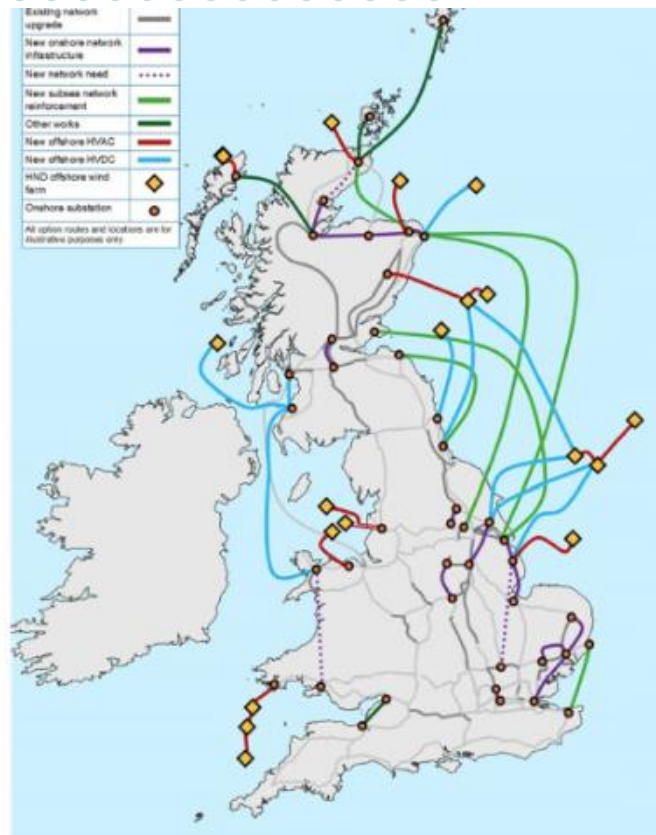 Existing network
upgrade
New onshore network
infrastructure
New network need
New subsea network
reinforcement
Other works
New offshore HVAC
New offshore HVDC
HND offshore wind
farm
Onshore substation
All option routes and locations are for
illustrative purposes only